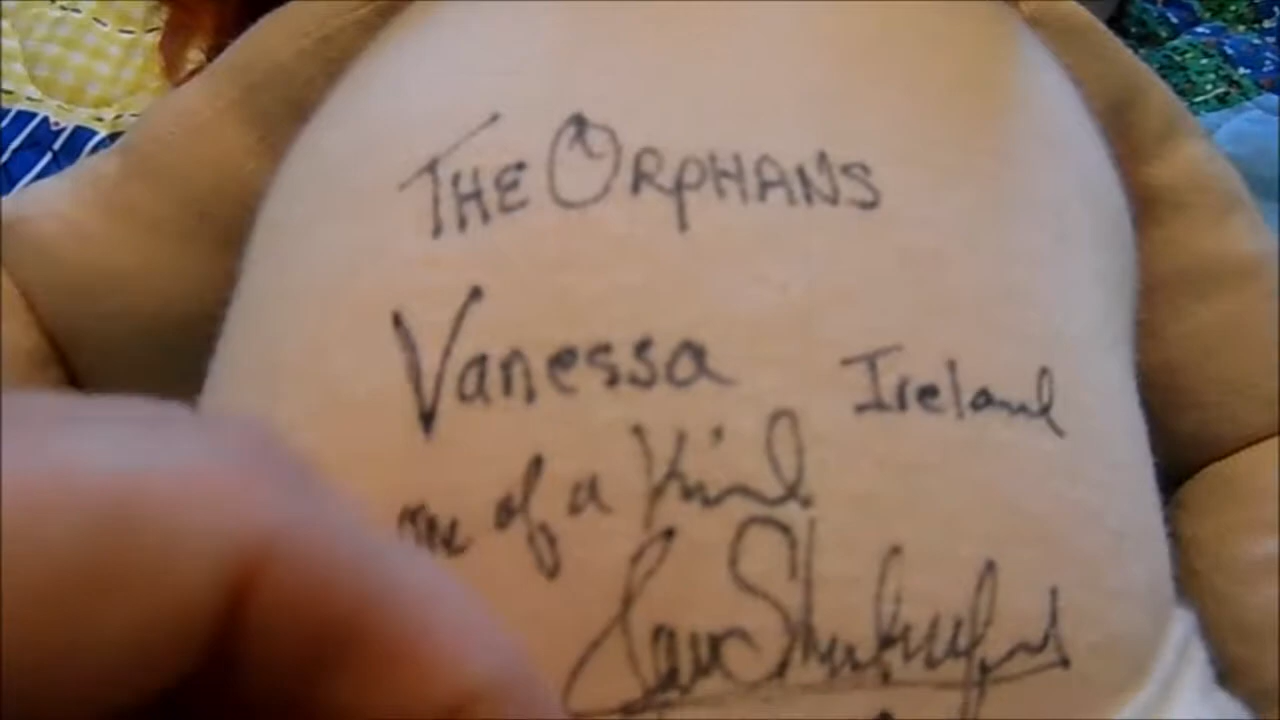 THE ORPHANS
Vanessa Ireland
one of a Kind